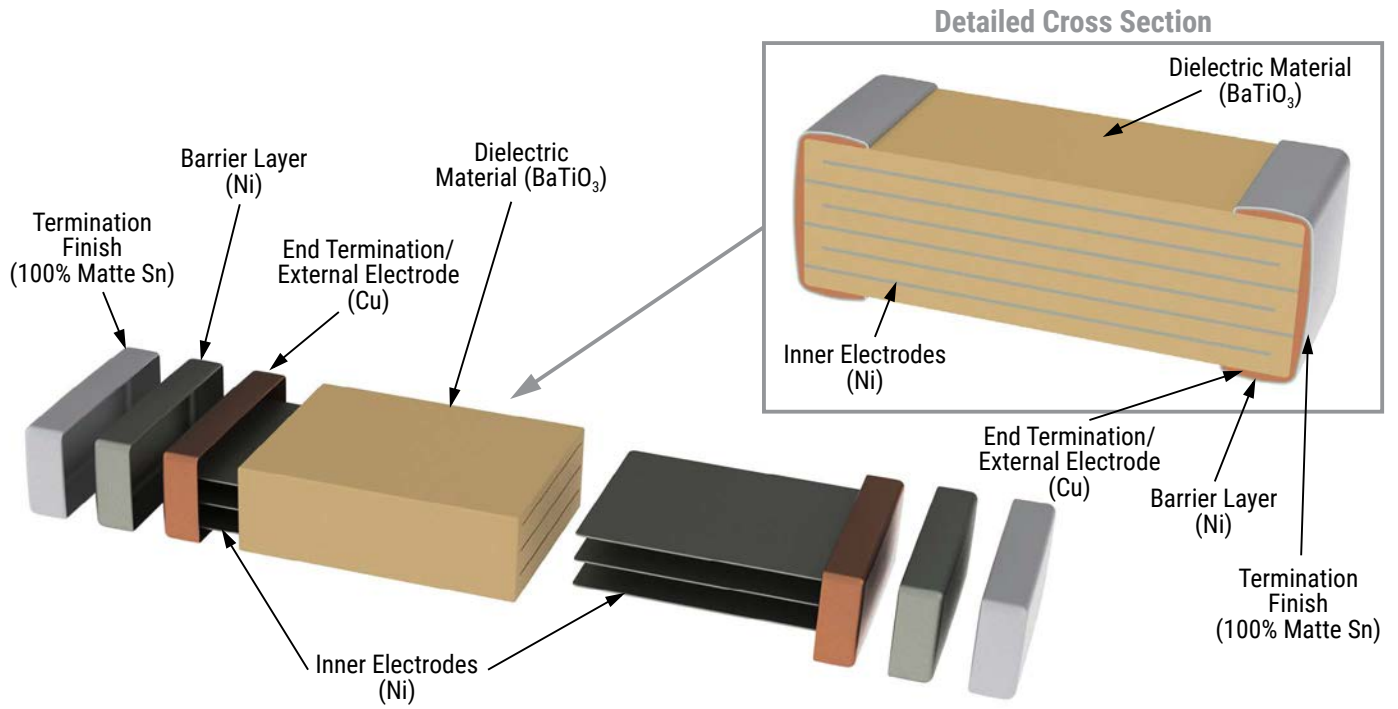 Detailed Cross Section
Dielectric Material
(BaTiO₃)
Inner Electrodes
(Ni)
End Termination/
External Electrode
(Cu)
Barrier Layer
(Ni)
Termination
Finish
(100% Matte Sn)
Termination
Finish
(100% Matte Sn)
Barrier Layer
(Ni)
End Termination/
External Electrode
(Cu)
Dielectric
Material (BaTiO₃)
Inner Electrodes
(Ni)